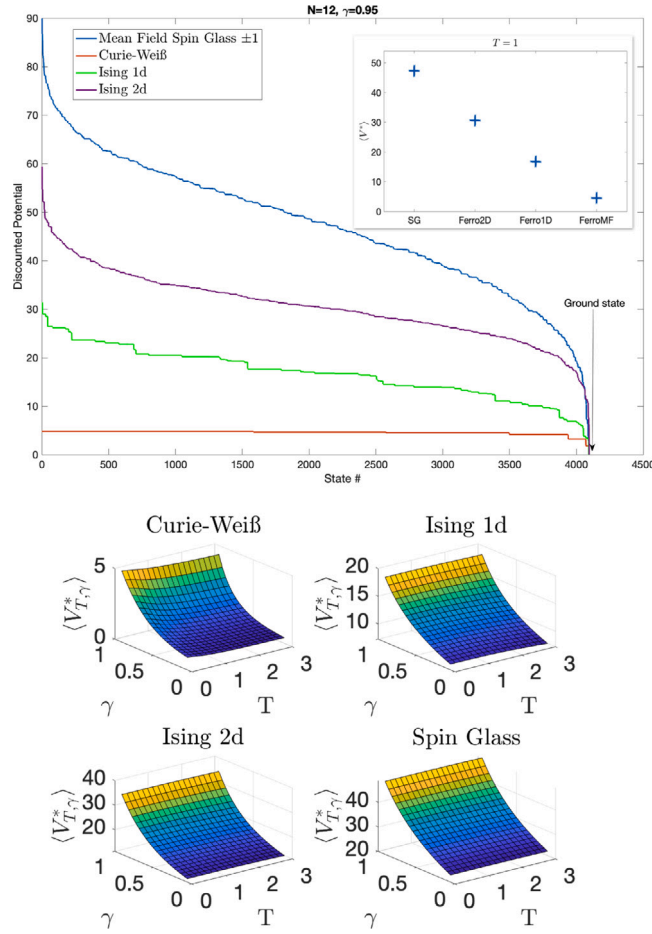 N=12, γ=0.95
90
80
70
60
50
40
30
20
10
0
Discounted Potential
Mean Field Spin Glass ±1
Curie-Weiß
Ising 1d
Ising 2d
T = 1
50
40
30
20
10
0
⟨V*⟩
SG Ferro2D Ferro1D FerroMF
Ground state
0 500 1000 1500 2000 2500 3000 3500 4000 4500
State #
Curie-Weiß
⟨V*_{T,γ}⟩
5
0
1
0.5
0
γ
0 1 2 3
T
Ising 1d
⟨V*_{T,γ}⟩
20
15
10
1
0.5
0
γ
0 1 2 3
T
Ising 2d
⟨V*_{T,γ}⟩
40
30
20
1
0.5
0
γ
0 1 2 3
T
Spin Glass
⟨V*_{T,γ}⟩
40
30
20
1
0.5
0
γ
0 1 2 3
T